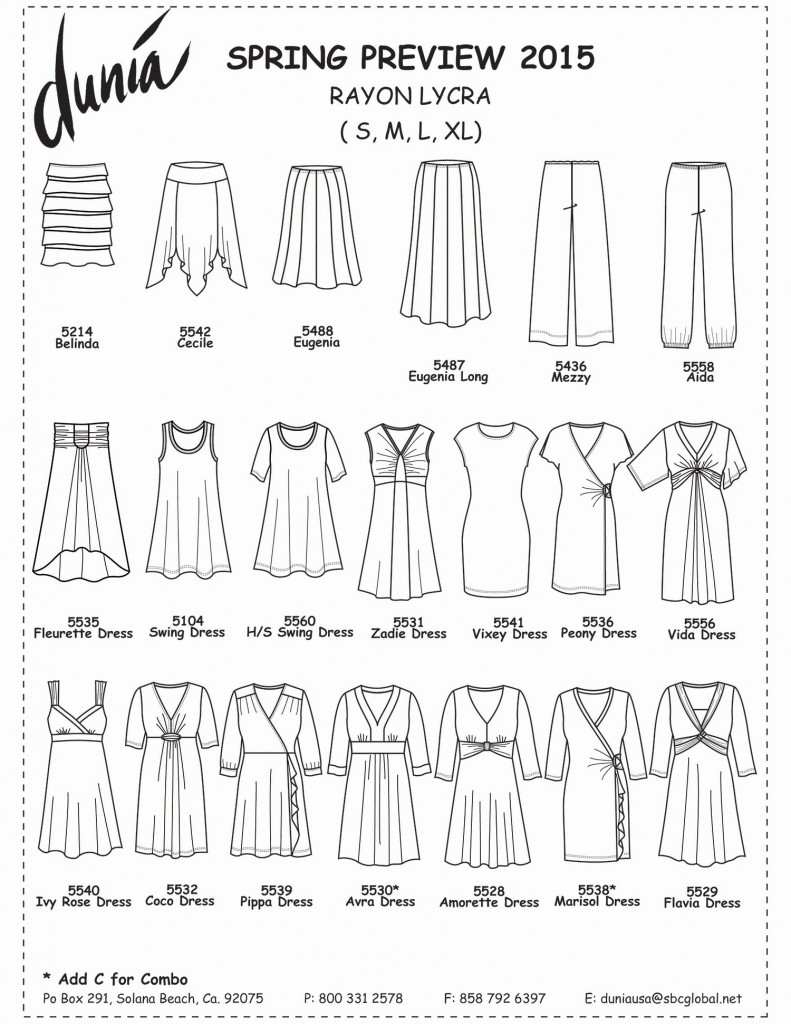 dunia
SPRING PREVIEW 2015
RAYON LYCRA
( S, M, L, XL)
5214
Belinda
5542
Cecile
5488
Eugenia
5487
Eugenia Long
5436
Mezzy
5558
Aida
5535
Fleurette Dress
5104
Swing Dress
5560
H/S Swing Dress
5531
Zadie Dress
5541
Vixey Dress
5536
Peony Dress
5556
Vida Dress
5540
Ivy Rose Dress
5532
Coco Dress
5539
Pippa Dress
5530*
Avra Dress
5528
Amorette Dress
5538*
Marisol Dress
5529
Flavia Dress
* Add C for Combo
Po Box 291, Solana Beach, Ca. 92075 P: 800 331 2578 F: 858 792 6397 E: duniausa@sbcglobal.net